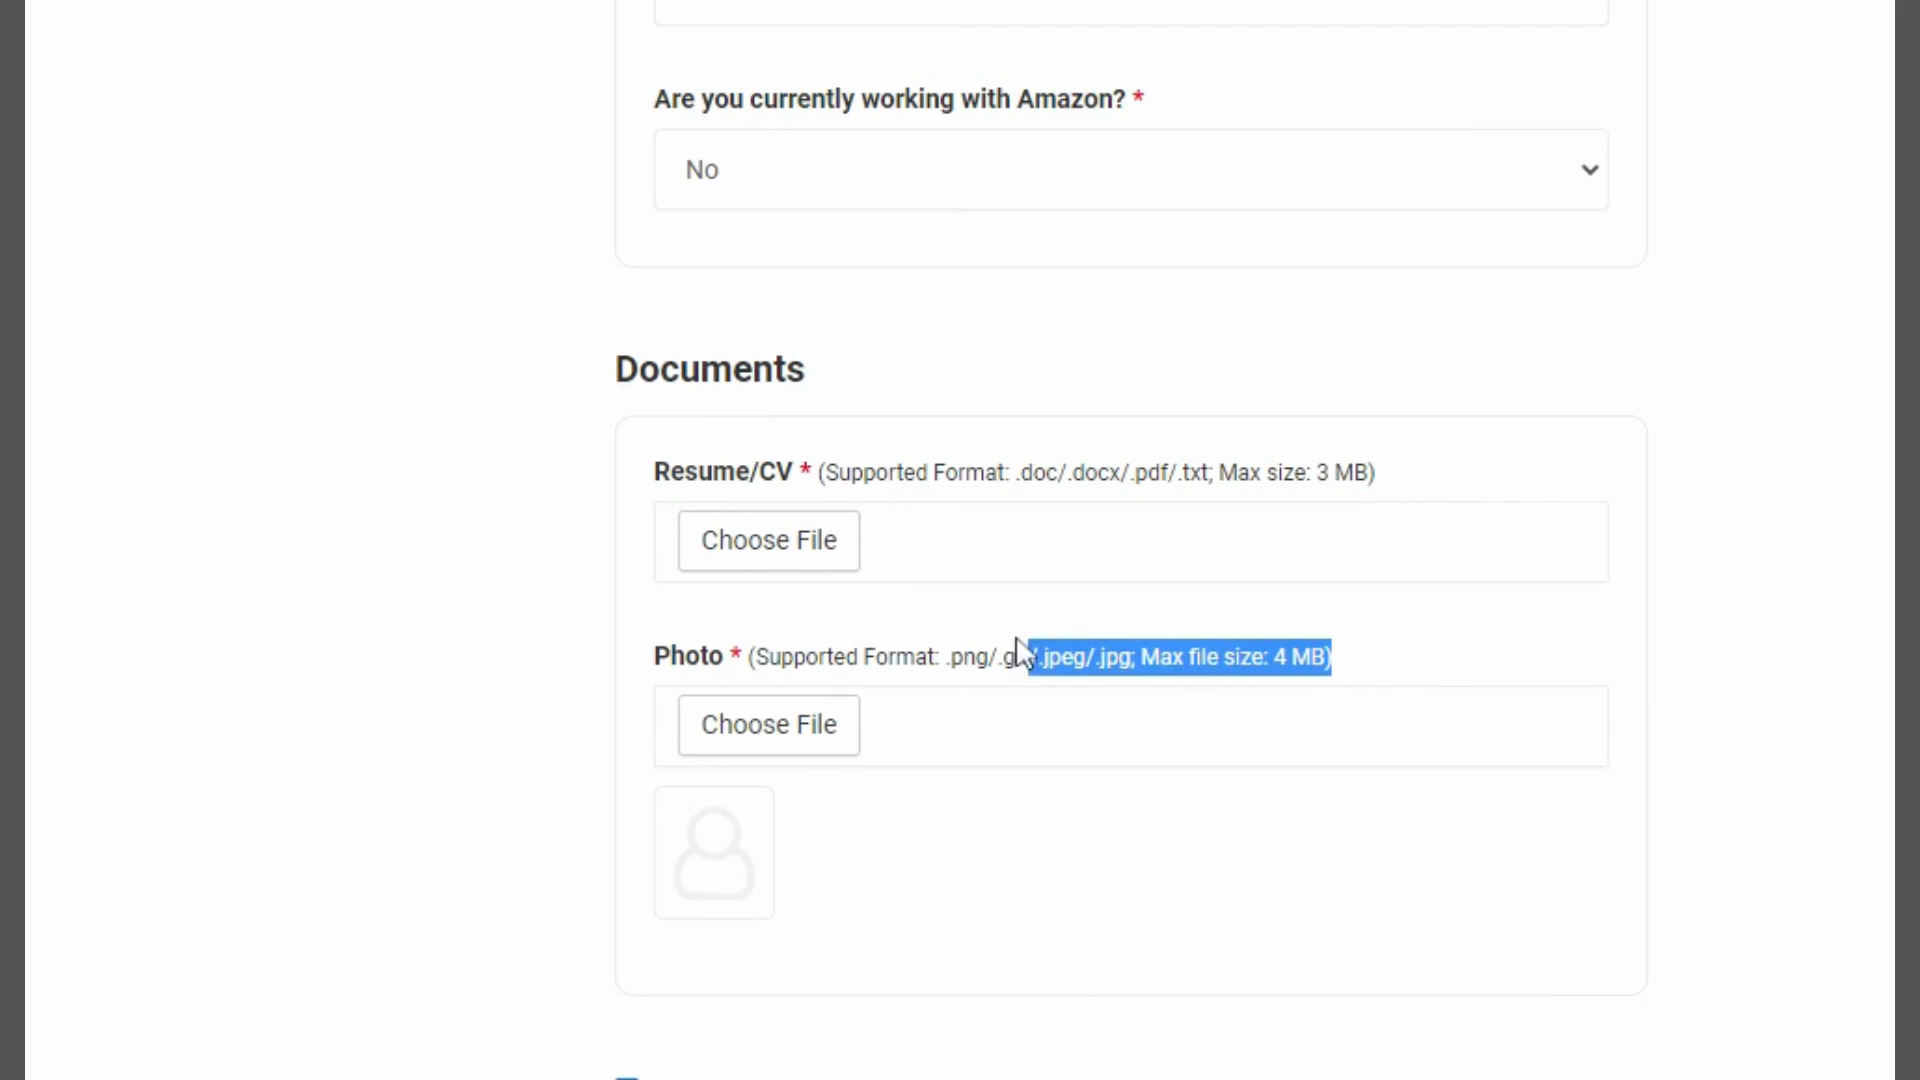 Are you currently working with Amazon? *
No
Documents
Resume/CV * (Supported Format: .doc/.docx/.pdf/.txt; Max size: 3 MB)
Choose File
Photo * (Supported Format: .png/ .jpeg/.jpg; Max file size: 4 MB)
Choose File